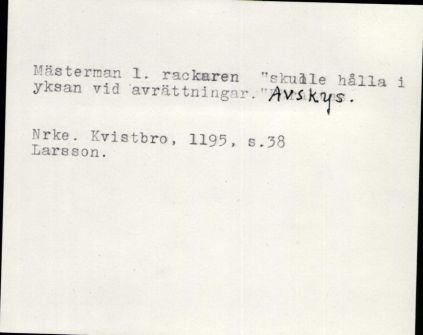 Mästerman l. rackaren "skulle hålla i
yksan vid avrättningar." Avskys.
Nrke. Kvistbro, 1195, s.38
Larsson.